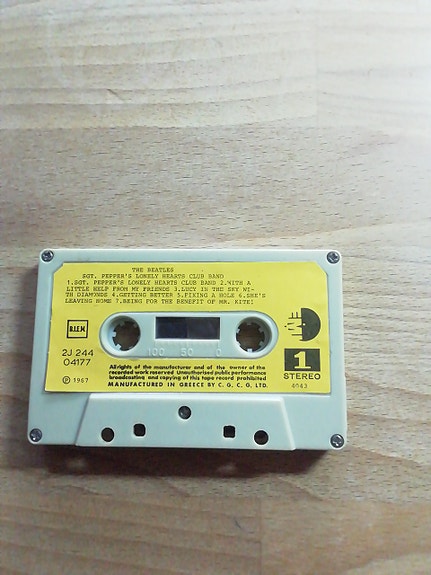 THE BEATLES
SGT. PEPPER'S LONELY HEARTS CLUB BAND
1.SGT. PEPPER'S LONELY HEARTS CLUB BAND 2.WITH A
LITTLE HELP FROM MY FRIENDS 3.LUCY IN THE SKY WI-
TH DIAMONDS 4.GETTING BETTER 5.FIXING A HOLE 6.SHE'S
LEAVING HOME 7.BEING FOR THE BENEFIT OF MR. KITE!
B.I.E.M.
100 50 0
2J 244
04177
1
STEREO
6043
℗ 1967
All rights of the manufacturer and of the owner of the
recorded work reserved Unauthorised public performance
broadcasting and copying of this tape record prohibited
MANUFACTURED IN GREECE BY C. G. C. G. LTD.